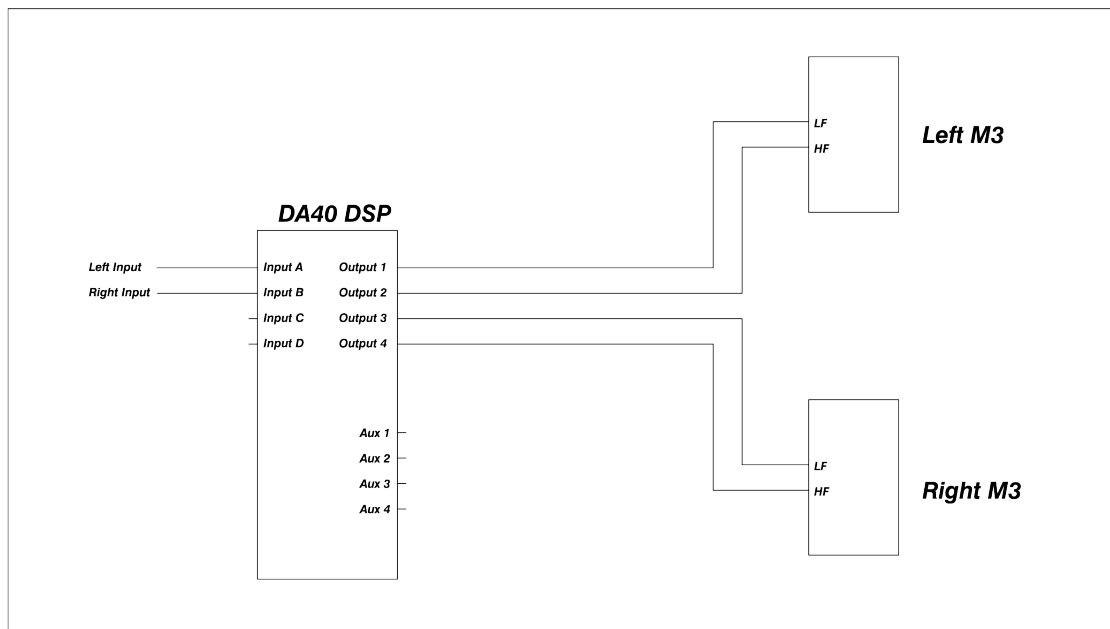 LF
Left M3
HF
DA40 DSP
Left Input
Input A
Output 1
Right Input
Input B
Output 2
Input C
Output 3
Input D
Output 4
Aux 1
Aux 2
Aux 3
Aux 4
LF
HF
Right M3